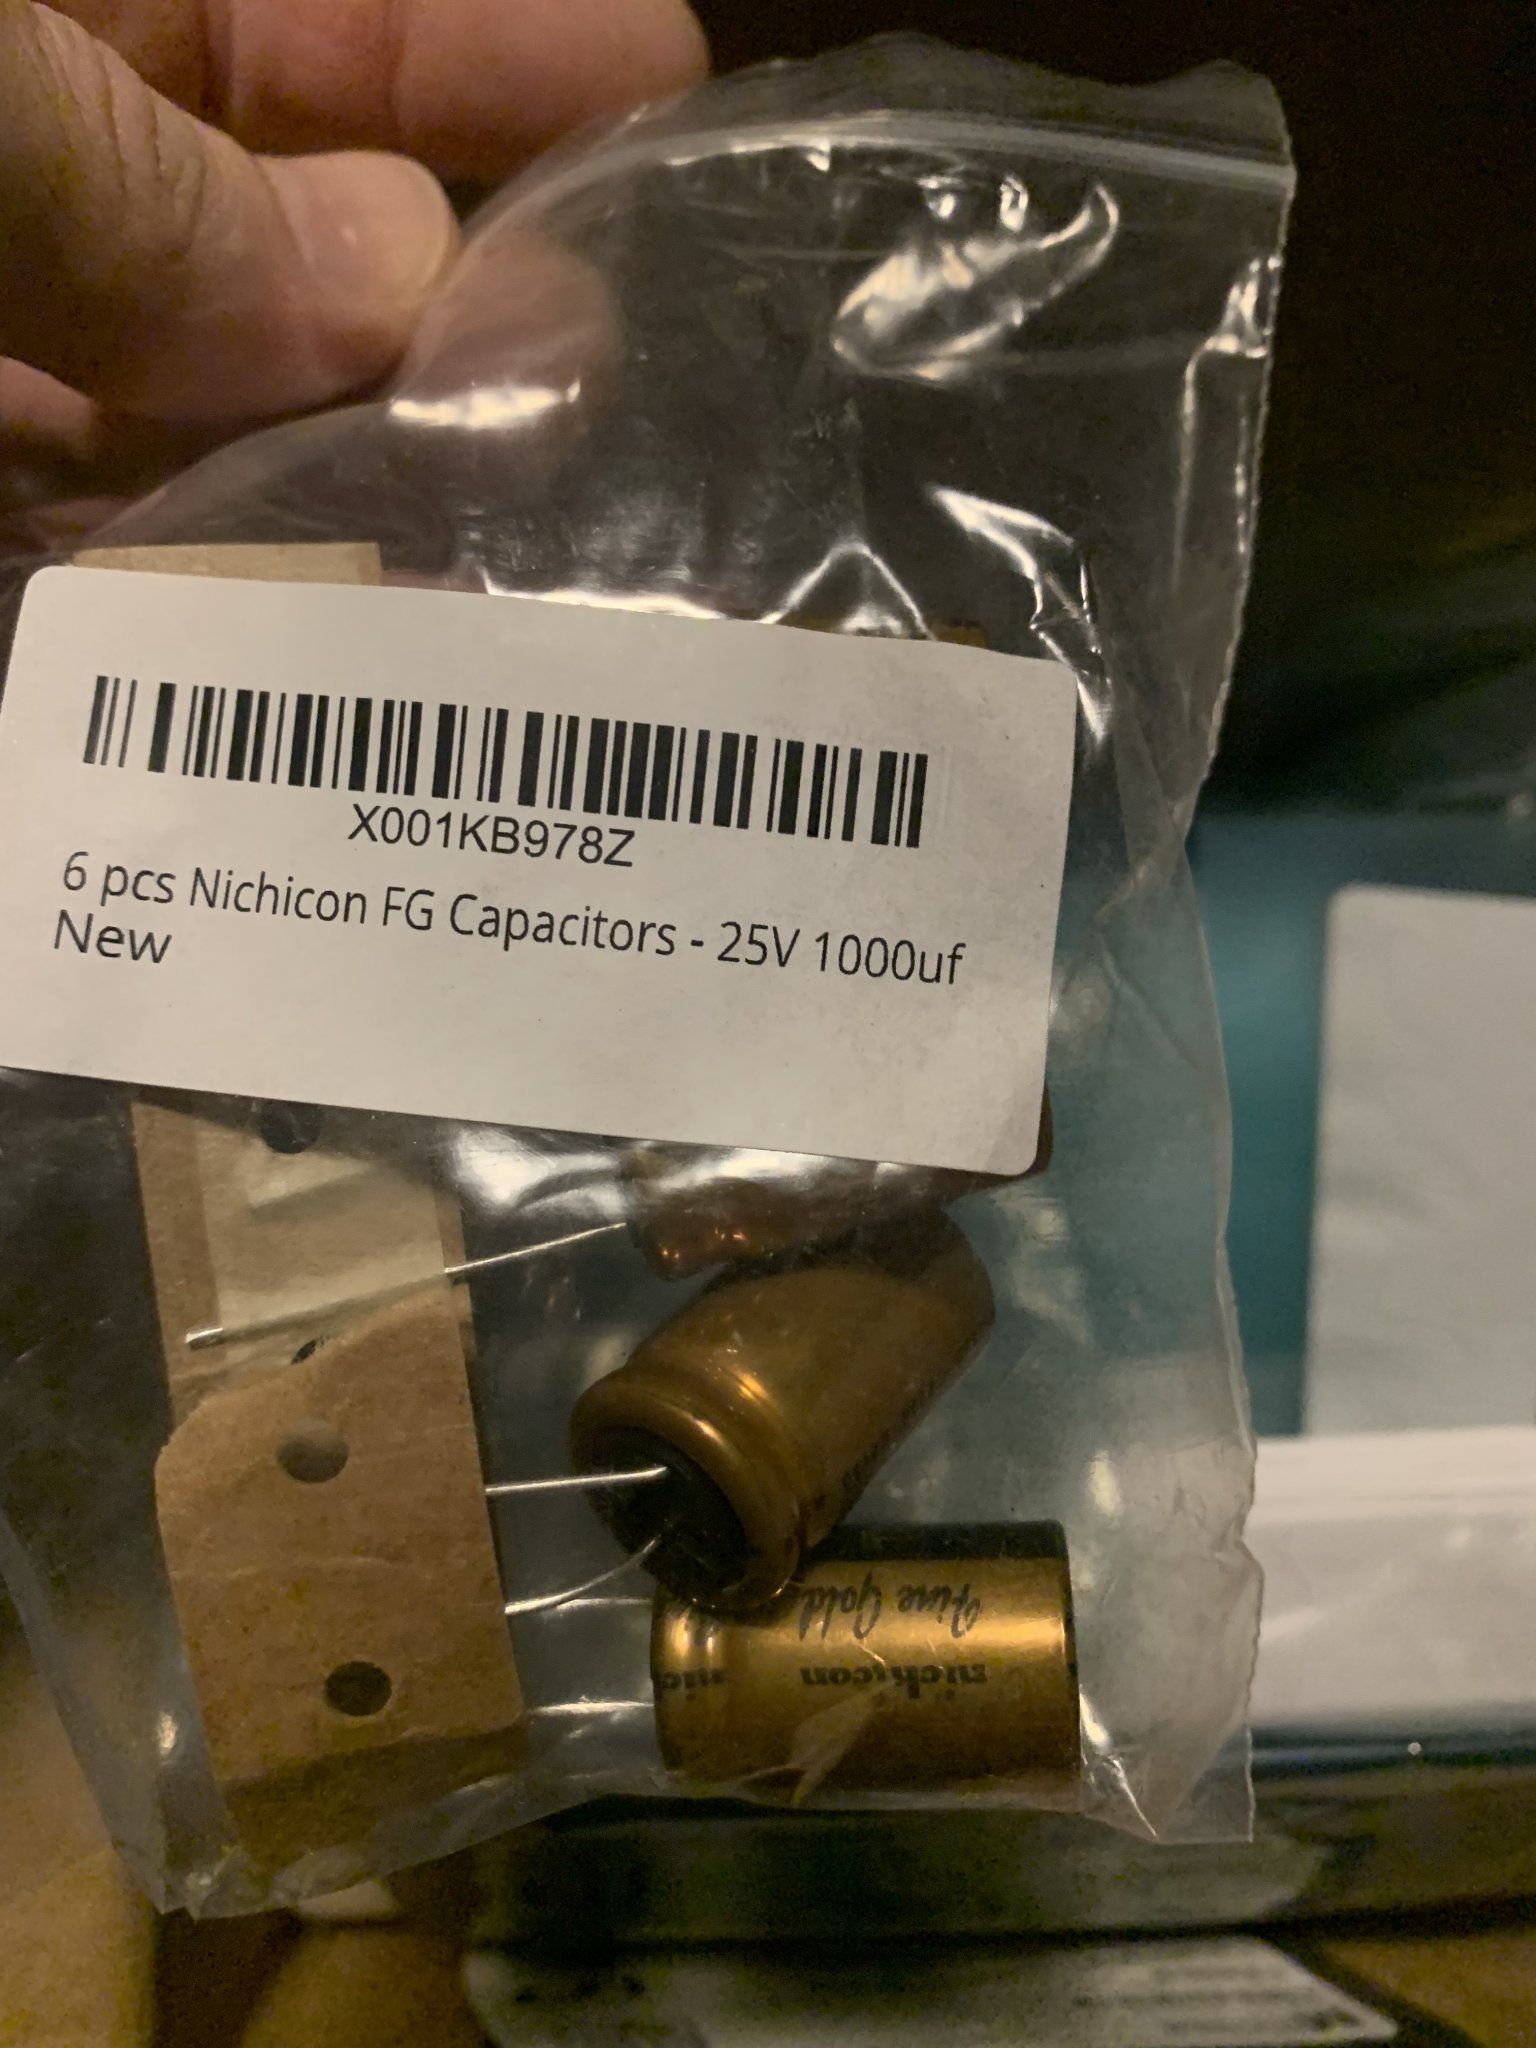 X001KB978Z
6 pcs Nichicon FG Capacitors - 25V 1000uf
New
Fine Gold
nichicon